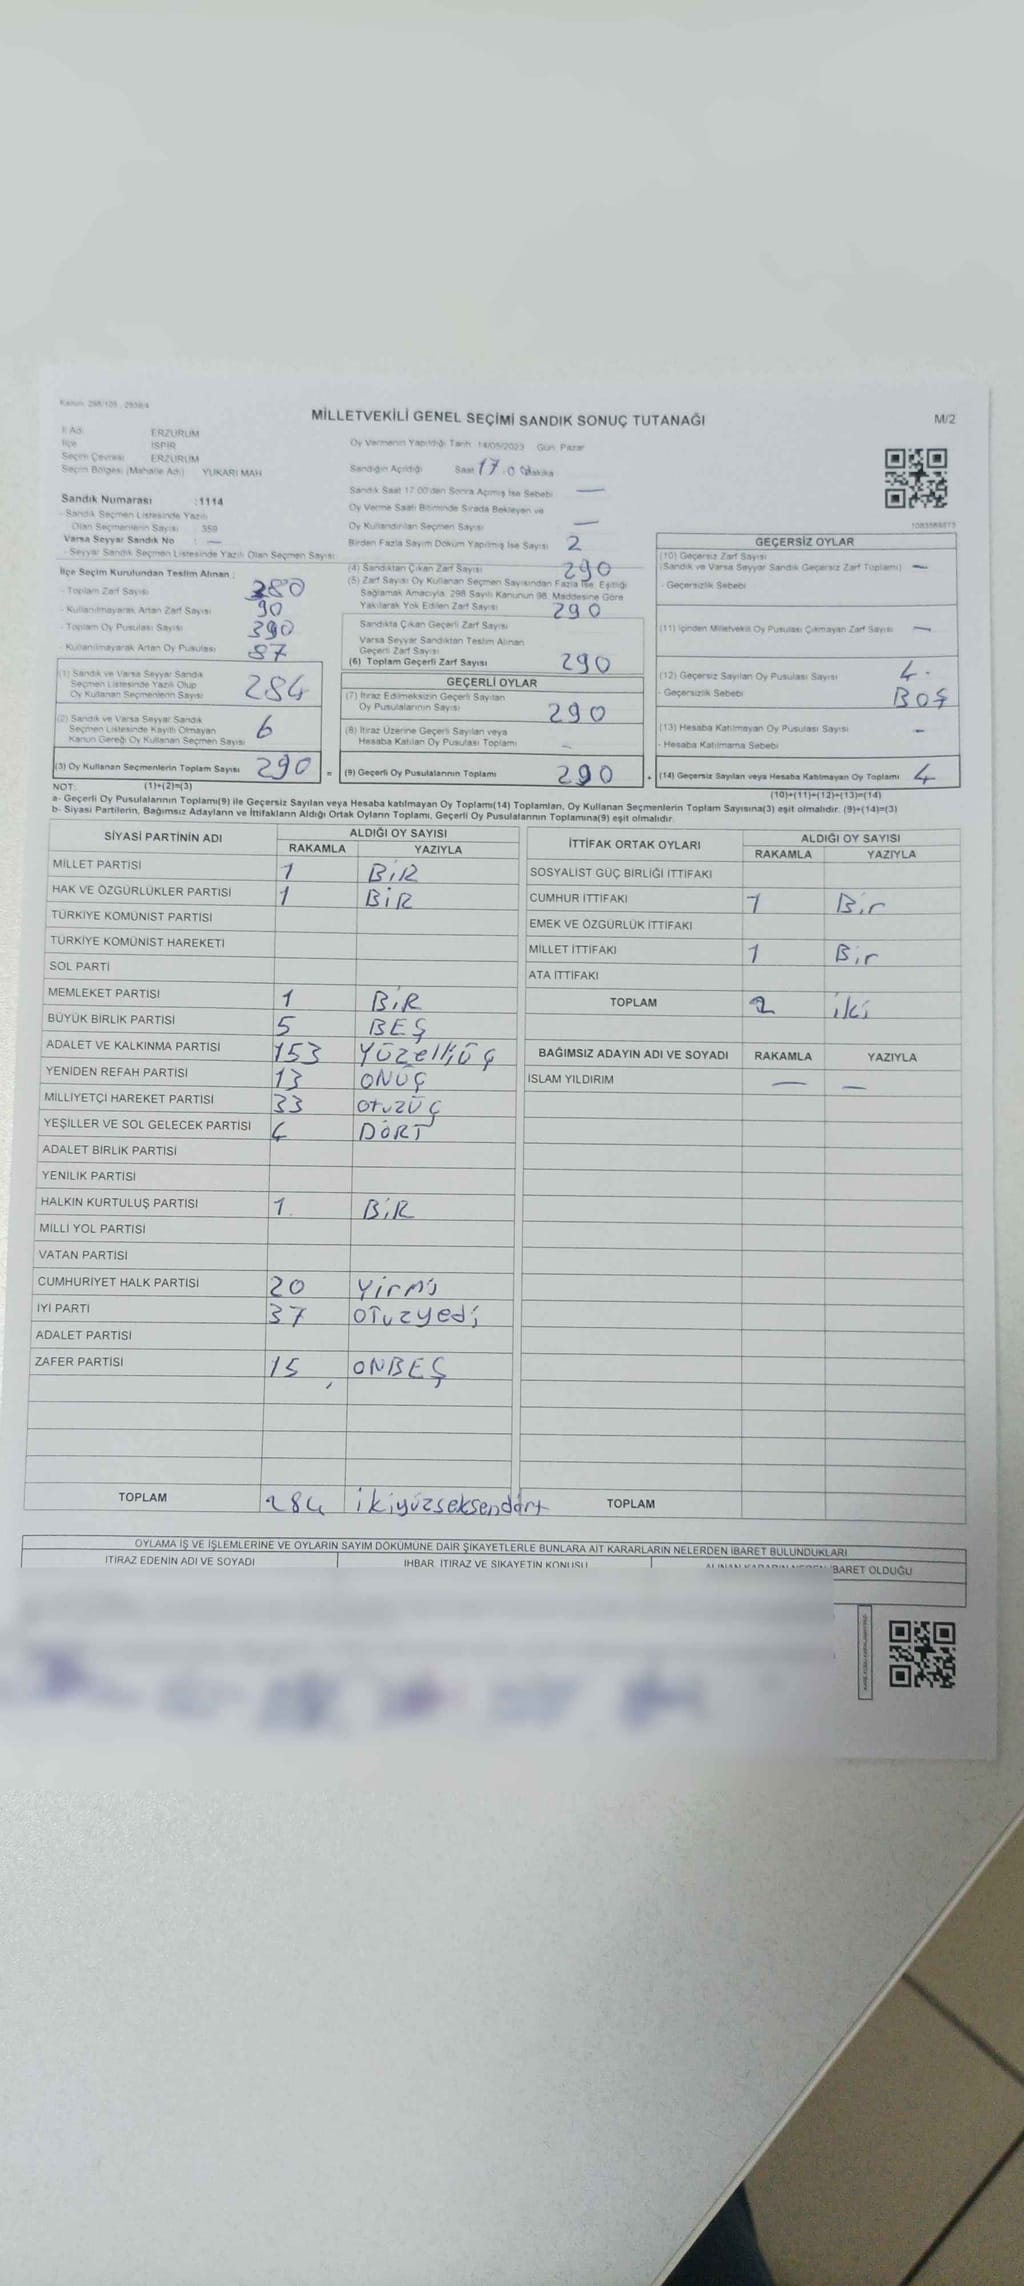 Kanun: 298/105 , 2839/4
MİLLETVEKİLİ GENEL SEÇİMİ SANDIK SONUÇ TUTANAĞI
M/2
İl Adı ERZURUM
İlçe İSPİR
Seçim Çevresi ERZURUM
Seçim Bölgesi (Mahalle Adı) YUKARI MAH
Sandık Numarası :1114
- Sandık Seçmen Listesinde Yazılı
Olan Seçmenlerin Sayısı : 359
Varsa Seyyar Sandık No : —
- Seyyar Sandık Seçmen Listesinde Yazılı Olan Seçmen Sayısı
Oy Vermenin Yapıldığı Tarih 14/05/2023 Gün Pazar
Sandığın Açıldığı Saat 17:0 Dakika
Sandık Saat 17:00'den Sonra Açılmış İse Sebebi —
Oy Verme Saati Bitiminde Sırada Bekleyen ve
Oy Kullandırılan Seçmen Sayısı —
Birden Fazla Sayım Döküm Yapılmış İse Sayısı 2
1083588673
İlçe Seçim Kurulundan Teslim Alınan :
- Toplam Zarf Sayısı 380
- Kullanılmayarak Artan Zarf Sayısı 90
- Toplam Oy Pusulası Sayısı 390
- Kullanılmayarak Artan Oy Pusulası 87
(1) Sandık ve Varsa Seyyar Sandık
Seçmen Listesinde Yazılı Olup
Oy Kullanan Seçmenlerin Sayısı 284
(2) Sandık ve Varsa Seyyar Sandık
Seçmen Listesinde Kayıtlı Olmayan
Kanun Gereği Oy Kullanan Seçmen Sayısı 6
(3) Oy Kullanan Seçmenlerin Toplam Sayısı 290 =
(4) Sandıktan Çıkan Zarf Sayısı 290
(5) Zarf Sayısı Oy Kullanan Seçmen Sayısından Fazla İse, Eşitliği
Sağlamak Amacıyla, 298 Sayılı Kanunun 98. Maddesine Göre
Yakılarak Yok Edilen Zarf Sayısı 290
Sandıkta Çıkan Geçerli Zarf Sayısı
Varsa Seyyar Sandıktan Teslim Alınan
Geçerli Zarf Sayısı
(6) Toplam Geçerli Zarf Sayısı 290
GEÇERLİ OYLAR
(7) İtiraz Edilmeksizin Geçerli Sayılan
Oy Pusulalarının Sayısı 290
(8) İtiraz Üzerine Geçerli Sayılan veya
Hesaba Katılan Oy Pusulası Toplamı —
(9) Geçerli Oy Pusulalarının Toplamı 290 +
GEÇERSİZ OYLAR
(10) Geçersiz Zarf Sayısı
(Sandık ve Varsa Seyyar Sandık Geçersiz Zarf Toplamı) —
- Geçersizlik Sebebi
(11) İçinden Milletvekili Oy Pusulası Çıkmayan Zarf Sayısı —
(12) Geçersiz Sayılan Oy Pusulası Sayısı 4.
- Geçersizlik Sebebi BOŞ
(13) Hesaba Katılmayan Oy Pusulası Sayısı —
- Hesaba Katılmama Sebebi
(14) Geçersiz Sayılan veya Hesaba Katılmayan Oy Toplamı 4
NOT: (1)+(2)=(3) (10)+(11)+(12)+(13)=(14)
a- Geçerli Oy Pusulalarının Toplamı(9) ile Geçersiz Sayılan veya Hesaba katılmayan Oy Toplamı(14) Toplamları, Oy Kullanan Seçmenlerin Toplam Sayısına(3) eşit olmalıdır. (9)+(14)=(3)
b- Siyasi Partilerin, Bağımsız Adayların ve İttifakların Aldığı Ortak Oyların Toplamı, Geçerli Oy Pusulalarının Toplamına(9) eşit olmalıdır.
SİYASİ PARTİNİN ADI ALDIĞI OY SAYISI
RAKAMLA YAZIYLA
MİLLET PARTİSİ 1 BİR
HAK VE ÖZGÜRLÜKLER PARTİSİ 1 BİR
TÜRKİYE KOMÜNİST PARTİSİ
TÜRKİYE KOMÜNİST HAREKETİ
SOL PARTİ
MEMLEKET PARTİSİ 1 BİR
BÜYÜK BİRLİK PARTİSİ 5 BEŞ
ADALET VE KALKINMA PARTİSİ 153 YÜZelliüç
YENİDEN REFAH PARTİSİ 13 ONÜÇ
MİLLİYETÇİ HAREKET PARTİSİ 33 otuzüç
YEŞİLLER VE SOL GELECEK PARTİSİ 4 DÖRT
ADALET BİRLİK PARTİSİ
YENİLİK PARTİSİ
HALKIN KURTULUŞ PARTİSİ 1. BİR
MİLLİ YOL PARTİSİ
VATAN PARTİSİ
CUMHURİYET HALK PARTİSİ 20 Yirmi
İYİ PARTİ 37 OTuzyedi
ADALET PARTİSİ
ZAFER PARTİSİ 15 ONBEŞ
TOPLAM 284 ikiyüzseksendört
İTTİFAK ORTAK OYLARI ALDIĞI OY SAYISI
RAKAMLA YAZIYLA
SOSYALİST GÜÇ BİRLİĞİ İTTİFAKI
CUMHUR İTTİFAKI 1 Bir
EMEK VE ÖZGÜRLÜK İTTİFAKI
MİLLET İTTİFAKI 1 Bir
ATA İTTİFAKI
TOPLAM 2 iki
BAĞIMSIZ ADAYIN ADI VE SOYADI RAKAMLA YAZIYLA
İSLAM YILDIRIM — —
TOPLAM
OYLAMA İŞ VE İŞLEMLERİNE VE OYLARIN SAYIM DÖKÜMÜNE DAİR ŞİKAYETLERLE BUNLARA AİT KARARLARIN NELERDEN İBARET BULUNDUKLARI
İTİRAZ EDENİN ADI VE SOYADI İHBAR, İTİRAZ VE ŞİKAYETİN KONUSU ALINAN KARARIN NEDEN İBARET OLDUĞU